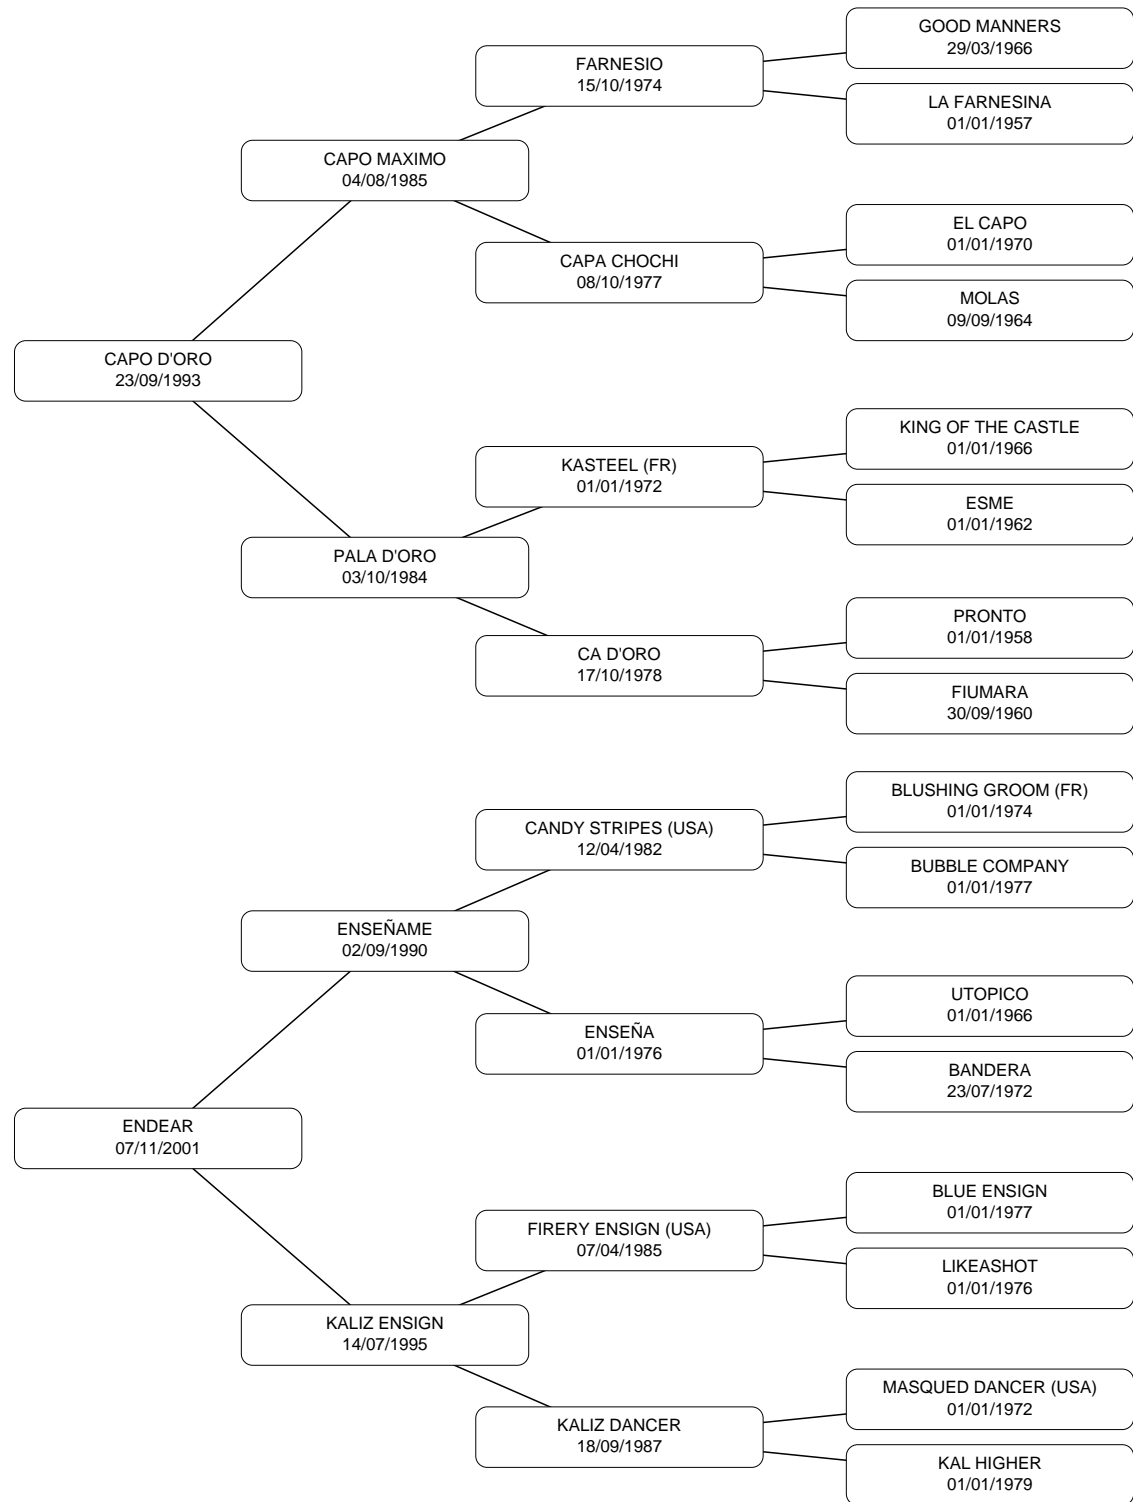 GOOD MANNERS
29/03/1966
FARNESIO
15/10/1974
LA FARNESINA
01/01/1957
CAPO MAXIMO
04/08/1985
EL CAPO
01/01/1970
CAPA CHOCHI
08/10/1977
MOLAS
09/09/1964
CAPO D'ORO
23/09/1993
KING OF THE CASTLE
01/01/1966
KASTEEL (FR)
01/01/1972
ESME
01/01/1962
PALA D'ORO
03/10/1984
PRONTO
01/01/1958
CA D'ORO
17/10/1978
FIUMARA
30/09/1960
BLUSHING GROOM (FR)
01/01/1974
CANDY STRIPES (USA)
12/04/1982
BUBBLE COMPANY
01/01/1977
ENSEÑAME
02/09/1990
UTOPICO
01/01/1966
ENSEÑA
01/01/1976
BANDERA
23/07/1972
ENDEAR
07/11/2001
BLUE ENSIGN
01/01/1977
FIRERY ENSIGN (USA)
07/04/1985
LIKEASHOT
01/01/1976
KALIZ ENSIGN
14/07/1995
MASQUED DANCER (USA)
01/01/1972
KALIZ DANCER
18/09/1987
KAL HIGHER
01/01/1979